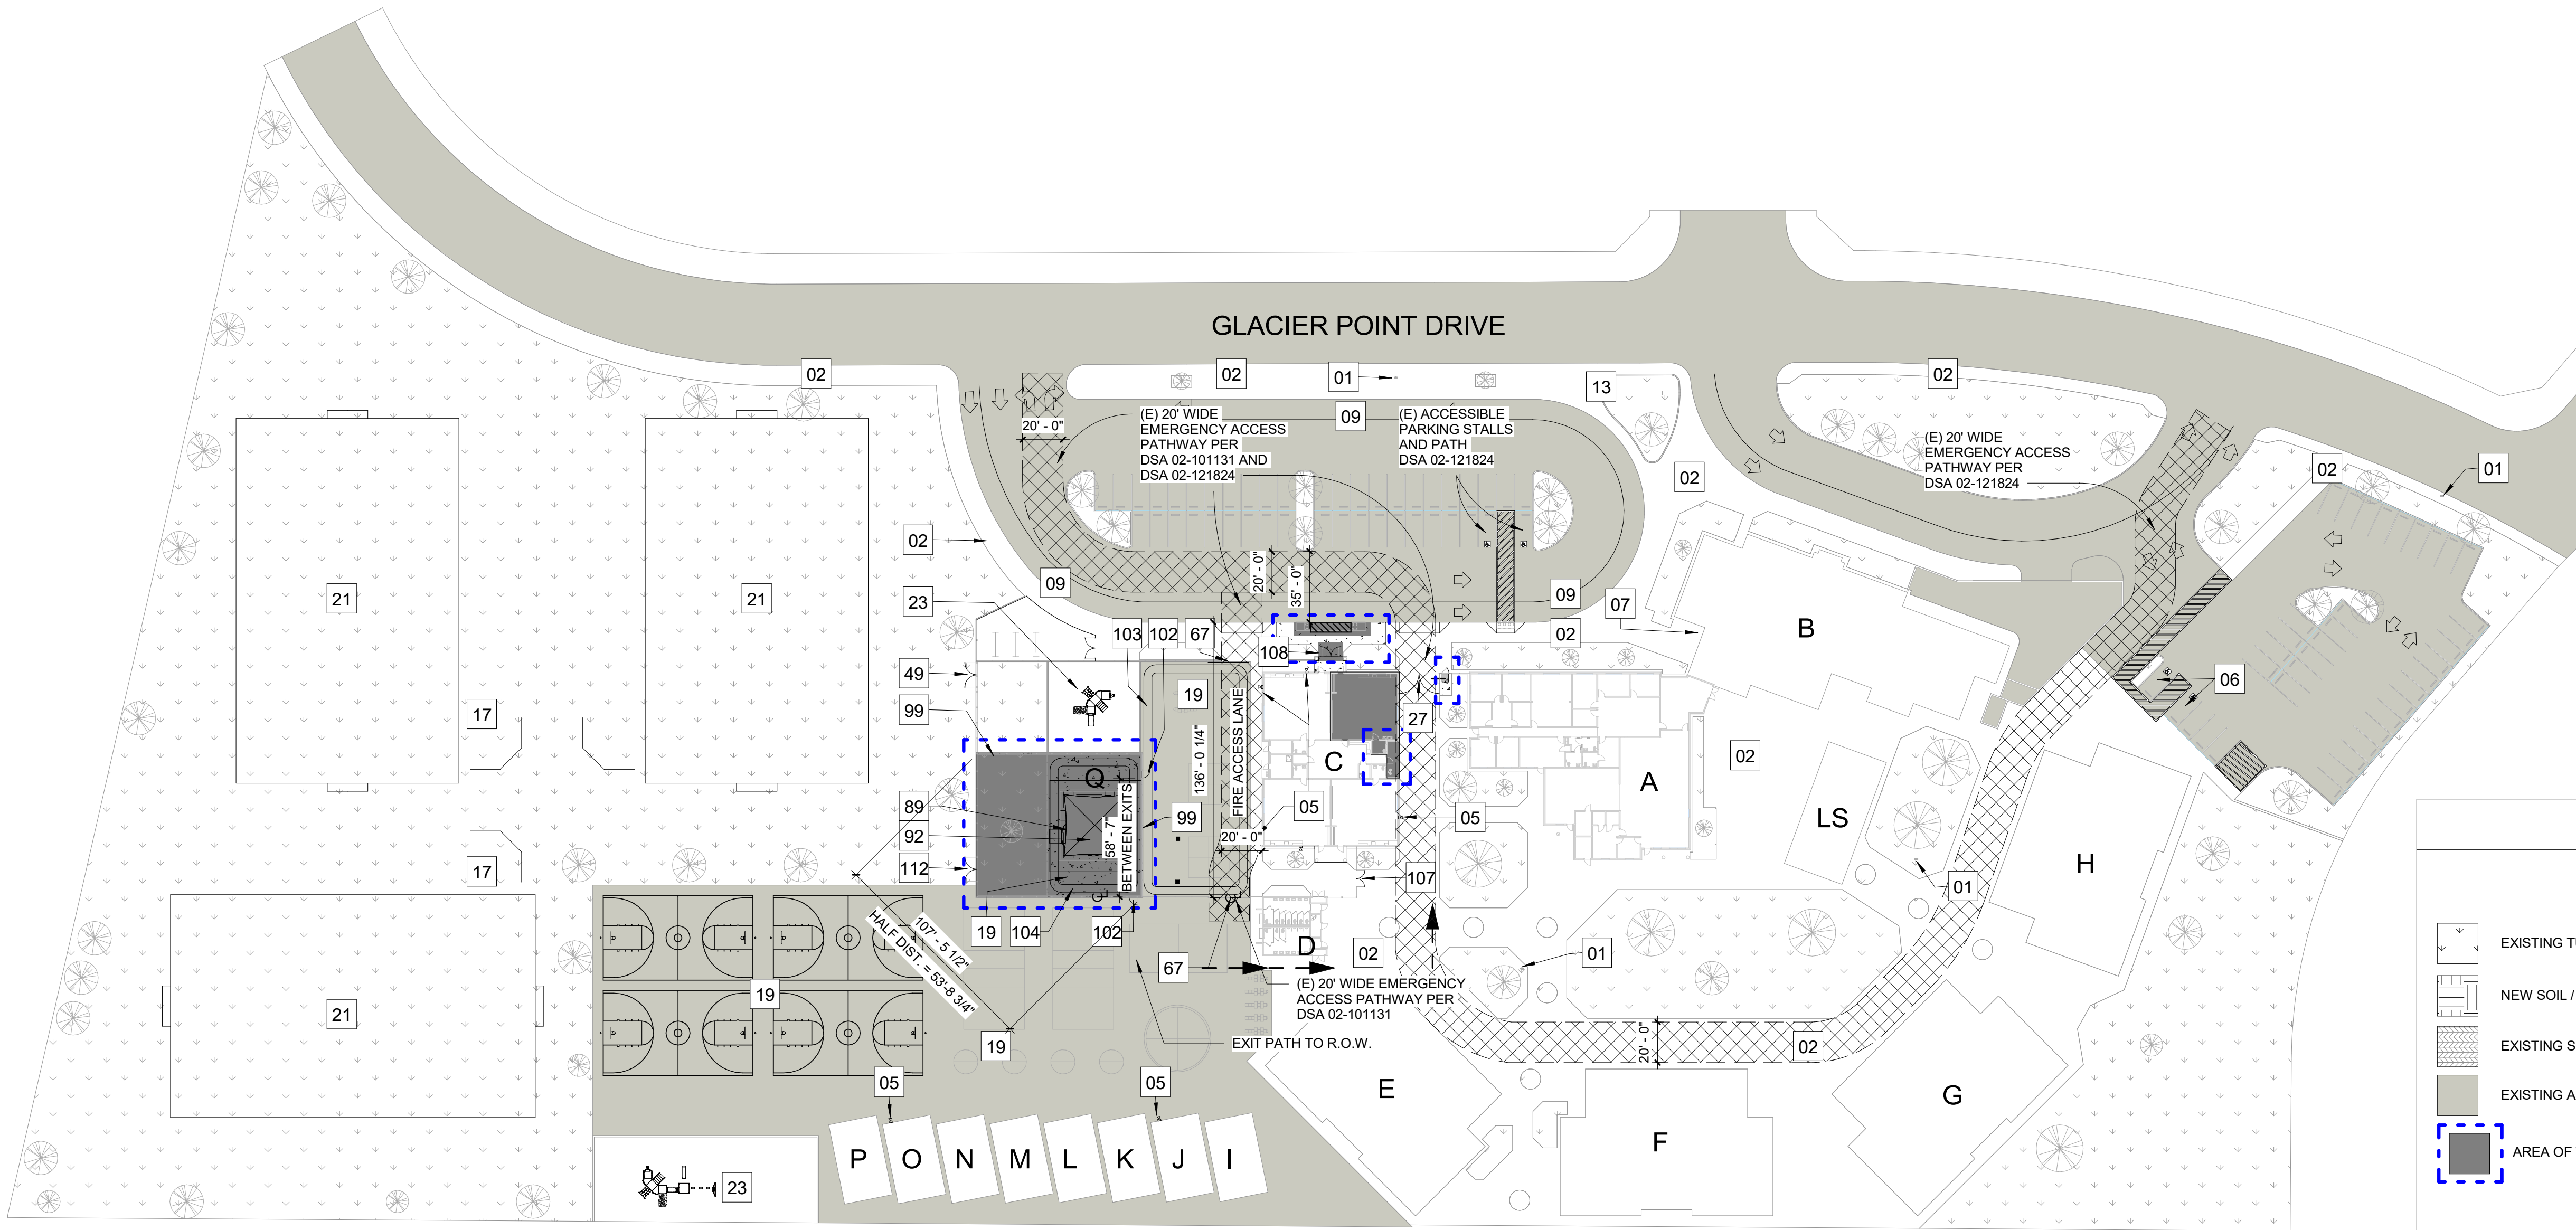 GLACIER POINT DRIVE
02
02
01
13
02
20' - 0"
(E) 20' WIDE
EMERGENCY ACCESS
PATHWAY PER
DSA 02-101131 AND
DSA 02-121824
09
(E) ACCESSIBLE
PARKING STALLS
AND PATH
DSA 02-121824
02
(E) 20' WIDE
EMERGENCY ACCESS
PATHWAY PER
DSA 02-121824
02
01
02
09
20' - 0"
35' - 0"
09
07
21
21
23
103
102
67
108
02
B
49
99
17
19
27
06
Q
136' - 0 1/4"
FIRE ACCESS LANE
C
A
02
89
92
112
58' - 7"
BETWEEN EXITS
99
20' - 0"
05
05
LS
H
17
107
01
107' - 5 1/2"
HALF DIST. = 53'-8 3/4"
19
104
102
67
D
02
01
(E) 20' WIDE EMERGENCY
ACCESS PATHWAY PER
DSA 02-101131
EXIT PATH TO R.O.W.
21
19
19
20' - 0"
02
05
05
E
F
G
P
O
N
M
L
K
J
I
23
EXISTING
NEW SOIL /
EXISTING
EXISTING
AREA OF